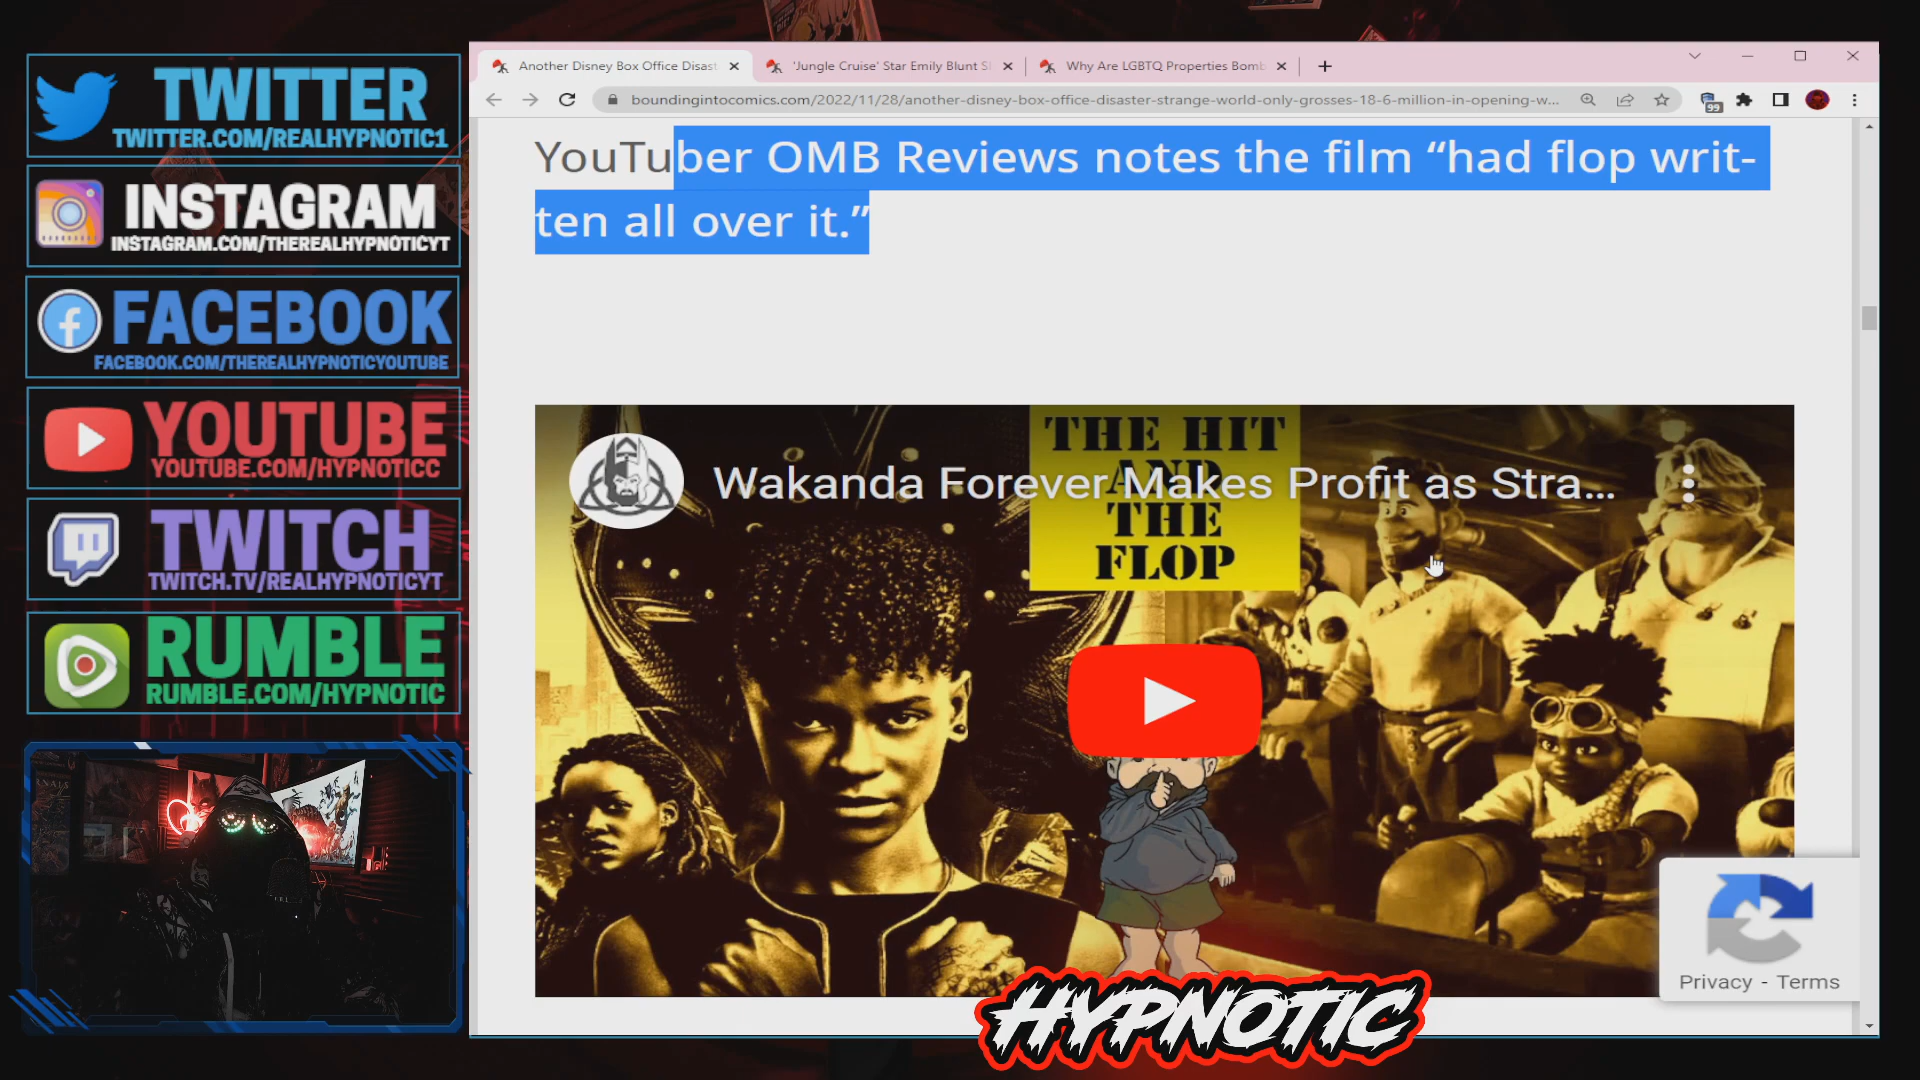 TWITTER
TWITTER.COM/REALHYPNOTIC1
INSTAGRAM
INSTAGRAM.COM/THEREALHYPNOTICYT
FACEBOOK
FACEBOOK.COM/THEREALHYPNOTICYOUTUBE
YOUTUBE
YOUTUBE.COM/HYPNOTICC
TWITCH
TWITCH.TV/REALHYPNOTICYT
RUMBLE
RUMBLE.COM/HYPNOTIC
Another Disney Box Office Disast
'Jungle Cruise' Star Emily Blunt S
Why Are LGBTQ Properties Bomb
boundingintocomics.com/2022/11/28/another-disney-box-office-disaster-strange-world-only-grosses-18-6-million-in-opening-w...
99
YouTuber OMB Reviews notes the film “had flop writ-
ten all over it.”
THE HIT
AND
THE
FLOP
Wakanda Forever Makes Profit as Stra...
Privacy - Terms
HYPNOTIC